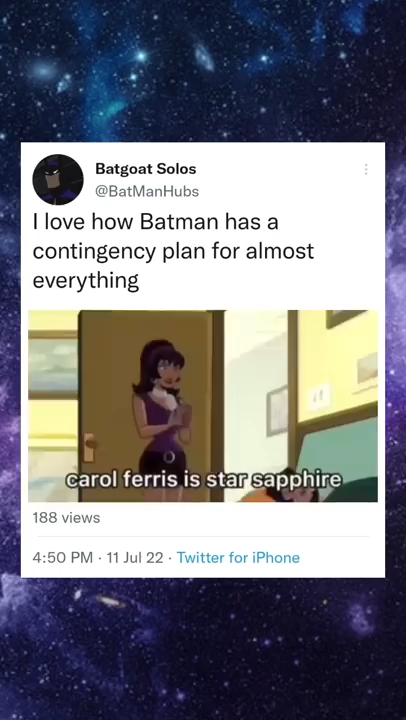 Batgoat Solos
@BatManHubs
I love how Batman has a
contingency plan for almost
everything
carol ferris is star sapphire
188 views
4:50 PM · 11 Jul 22 · Twitter for iPhone